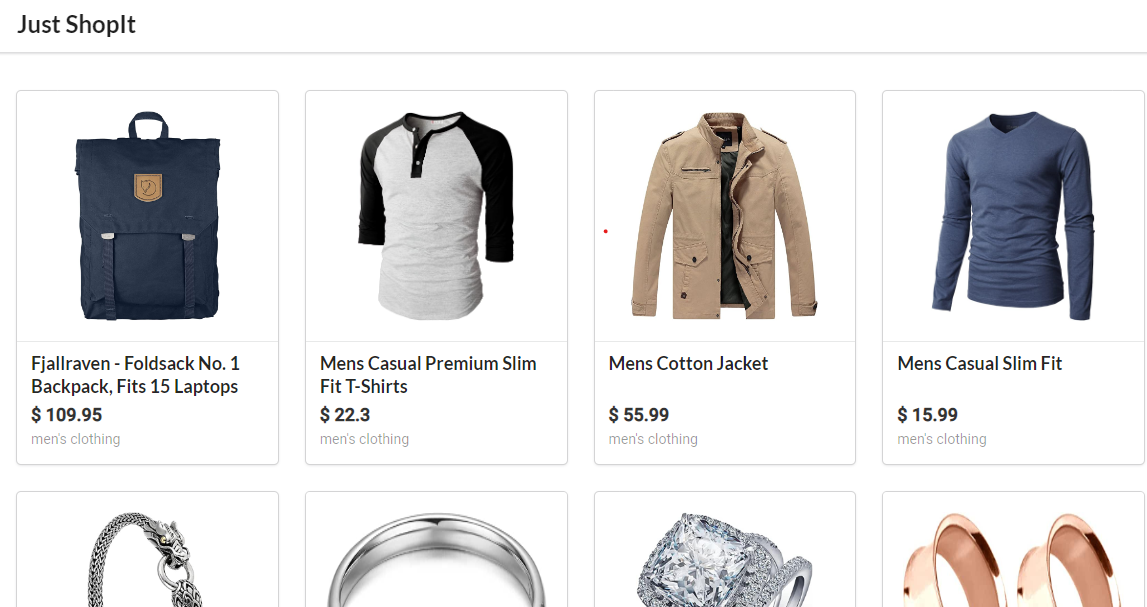 Just ShopIt
Fjallraven - Foldsack No. 1
Backpack, Fits 15 Laptops
$ 109.95
men's clothing
Mens Casual Premium Slim
Fit T-Shirts
$ 22.3
men's clothing
Mens Cotton Jacket
$ 55.99
men's clothing
Mens Casual Slim Fit
$ 15.99
men's clothing